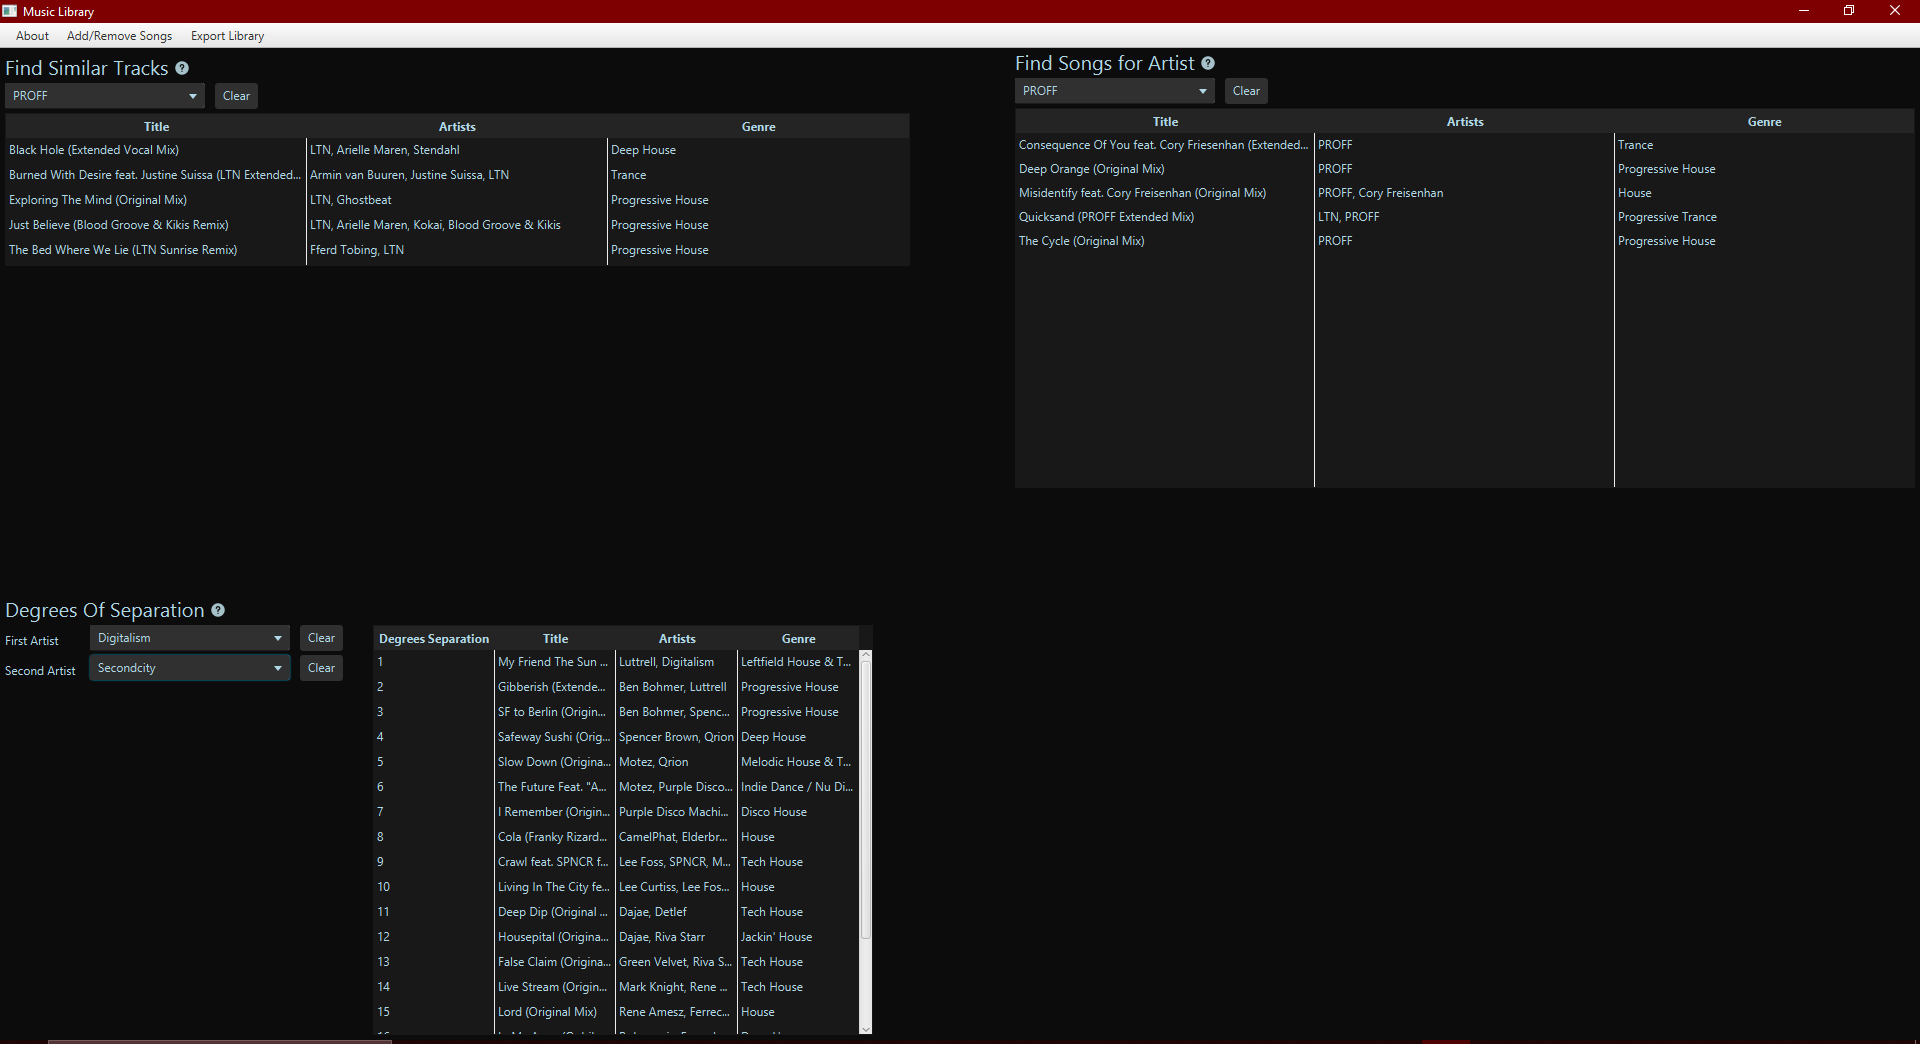 Music Library
About Add/Remove Songs Export Library
Find Similar Tracks ?
PROFF Clear
Title Artists Genre
Black Hole (Extended Vocal Mix) LTN, Arielle Maren, Stendahl Deep House
Burned With Desire feat. Justine Suissa (LTN Extended... Armin van Buuren, Justine Suissa, LTN Trance
Exploring The Mind (Original Mix) LTN, Ghostbeat Progressive House
Just Believe (Blood Groove & Kikis Remix) LTN, Arielle Maren, Kokai, Blood Groove & Kikis Progressive House
The Bed Where We Lie (LTN Sunrise Remix) Fferd Tobing, LTN Progressive House
Find Songs for Artist ?
PROFF Clear
Title Artists Genre
Consequence Of You feat. Cory Friesenhan (Extended... PROFF Trance
Deep Orange (Original Mix) PROFF Progressive House
Misidentify feat. Cory Freisenhan (Original Mix) PROFF, Cory Freisenhan House
Quicksand (PROFF Extended Mix) LTN, PROFF Progressive Trance
The Cycle (Original Mix) PROFF Progressive House
Degrees Of Separation ?
First Artist Digitalism Clear
Second Artist Secondcity Clear
Degrees Separation Title Artists Genre
1 My Friend The Sun ... Luttrell, Digitalism Leftfield House & T...
2 Gibberish (Extende... Ben Bohmer, Luttrell Progressive House
3 SF to Berlin (Origin... Ben Bohmer, Spenc... Progressive House
4 Safeway Sushi (Orig... Spencer Brown, Qrion Deep House
5 Slow Down (Origina... Motez, Qrion Melodic House & T...
6 The Future Feat. "A... Motez, Purple Disco... Indie Dance / Nu Di...
7 I Remember (Origin... Purple Disco Machi... Disco House
8 Cola (Franky Rizard... CamelPhat, Elderbr... House
9 Crawl feat. SPNCR f... Lee Foss, SPNCR, M... Tech House
10 Living In The City fe... Lee Curtiss, Lee Fos... House
11 Deep Dip (Original ... Dajae, Detlef Tech House
12 Housepital (Origina... Dajae, Riva Starr Jackin' House
13 False Claim (Origina... Green Velvet, Riva S... Tech House
14 Live Stream (Origin... Mark Knight, Rene ... Tech House
15 Lord (Original Mix) Rene Amesz, Ferrec... House